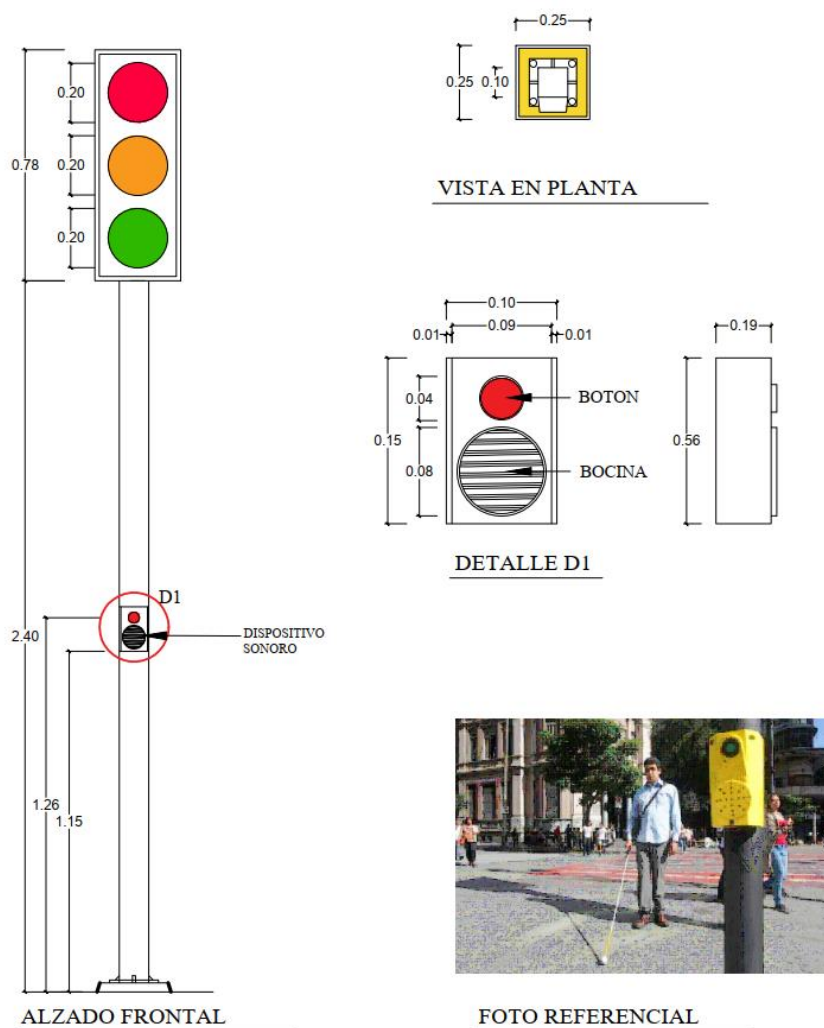 0.25
0.25
0.10
VISTA EN PLANTA
0.20
0.78
0.20
0.20
0.10
0.01
0.09
0.01
0.04
BOTON
0.15
0.08
BOCINA
DETALLE D1
0.19
0.56
D1
DISPOSITIVO
SONORO
2.40
1.26
1.15
ALZADO FRONTAL
FOTO REFERENCIAL